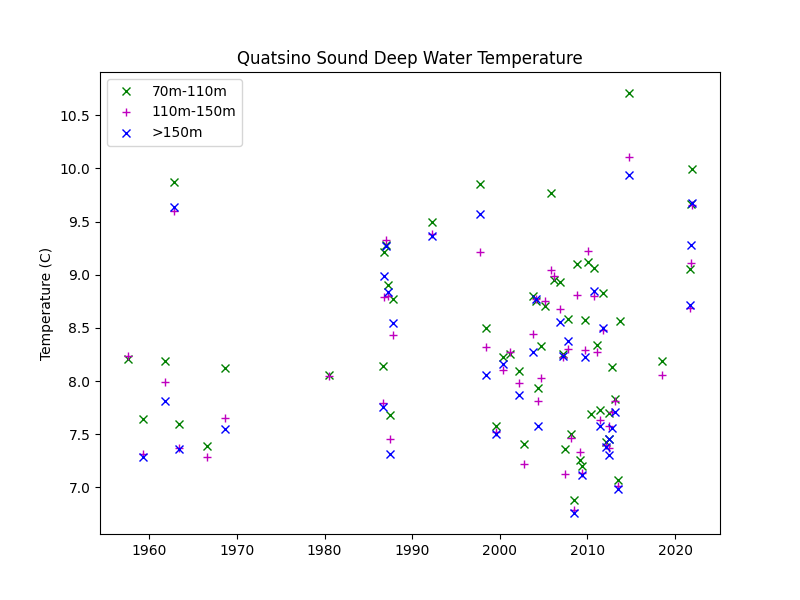 Quatsino Sound Deep Water Temperature
70m-110m
110m-150m
>150m
Temperature (C)
10.5
10.0
9.5
9.0
8.5
8.0
7.5
7.0
1960 1970 1980 1990 2000 2010 2020